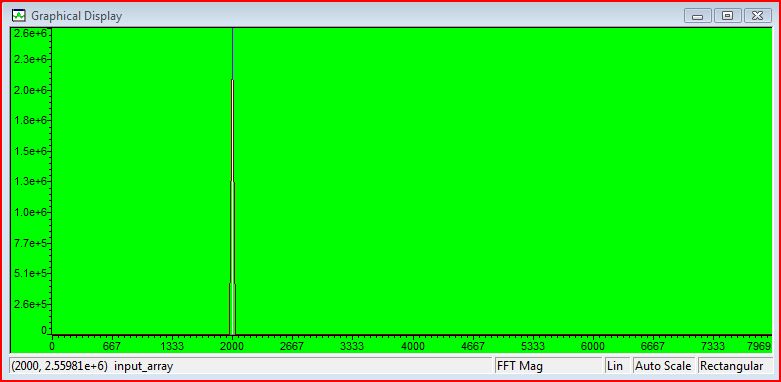 Graphical Display
2.6e+6
2.3e+6
2.0e+6
1.8e+6
1.5e+6
1.3e+6
1.0e+6
7.7e+5
5.1e+5
2.6e+5
0
0 667 1333 2000 2667 3333 4000 4667 5333 6000 6667 7333 7969
(2000, 2.55981e+6) input_array FFT Mag Lin Auto Scale Rectangular